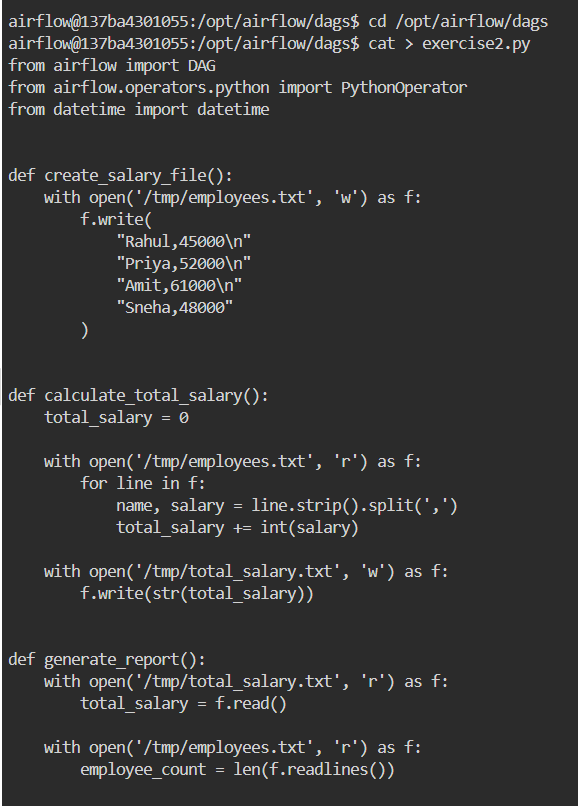 airflow@137ba4301055:/opt/airflow/dags$ cd /opt/airflow/dags
airflow@137ba4301055:/opt/airflow/dags$ cat > exercise2.py
from airflow import DAG
from airflow.operators.python import PythonOperator
from datetime import datetime


def create_salary_file():
    with open('/tmp/employees.txt', 'w') as f:
        f.write(
            "Rahul,45000\n"
            "Priya,52000\n"
            "Amit,61000\n"
            "Sneha,48000"
        )


def calculate_total_salary():
    total_salary = 0

    with open('/tmp/employees.txt', 'r') as f:
        for line in f:
            name, salary = line.strip().split(',')
            total_salary += int(salary)

    with open('/tmp/total_salary.txt', 'w') as f:
        f.write(str(total_salary))


def generate_report():
    with open('/tmp/total_salary.txt', 'r') as f:
        total_salary = f.read()

    with open('/tmp/employees.txt', 'r') as f:
        employee_count = len(f.readlines())